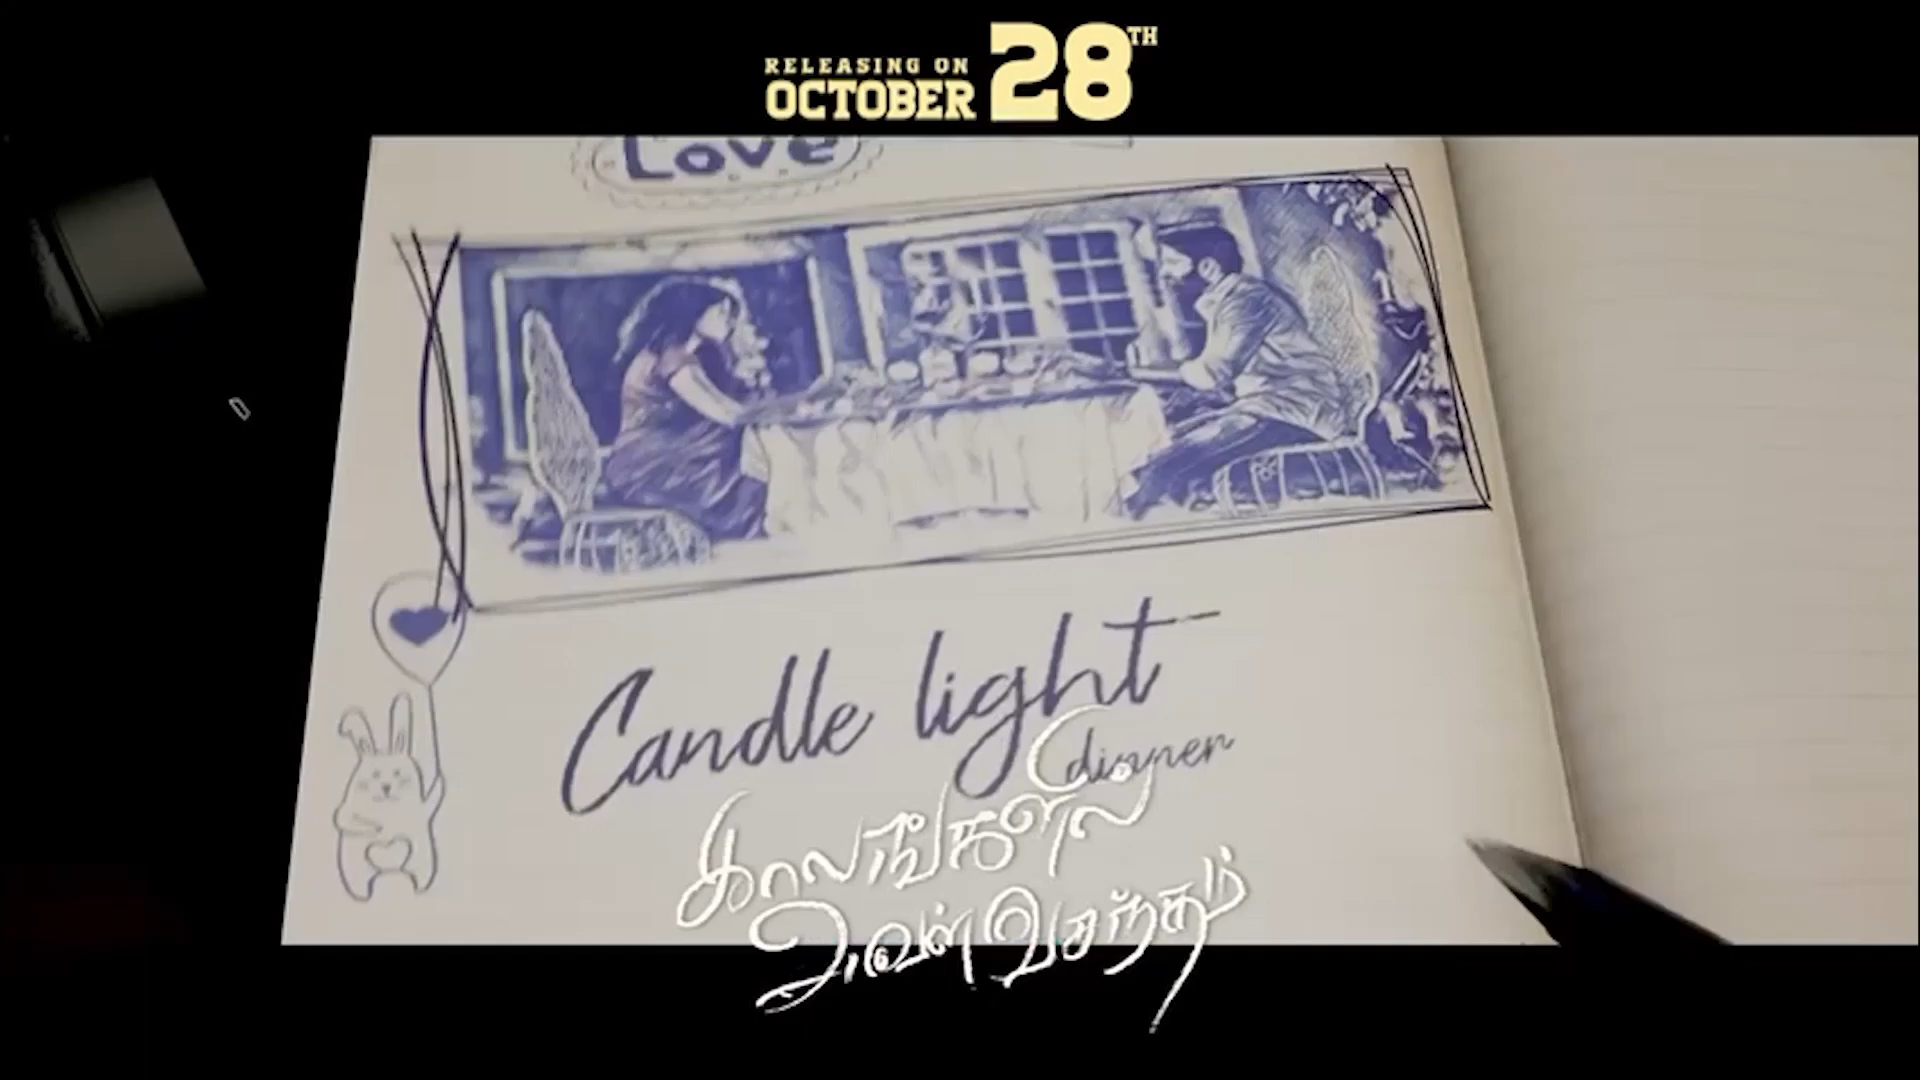 RELEASING ON
OCTOBER 28TH
Love
Candle light
dinner
காலங்களில்
அவள் வசந்தம்